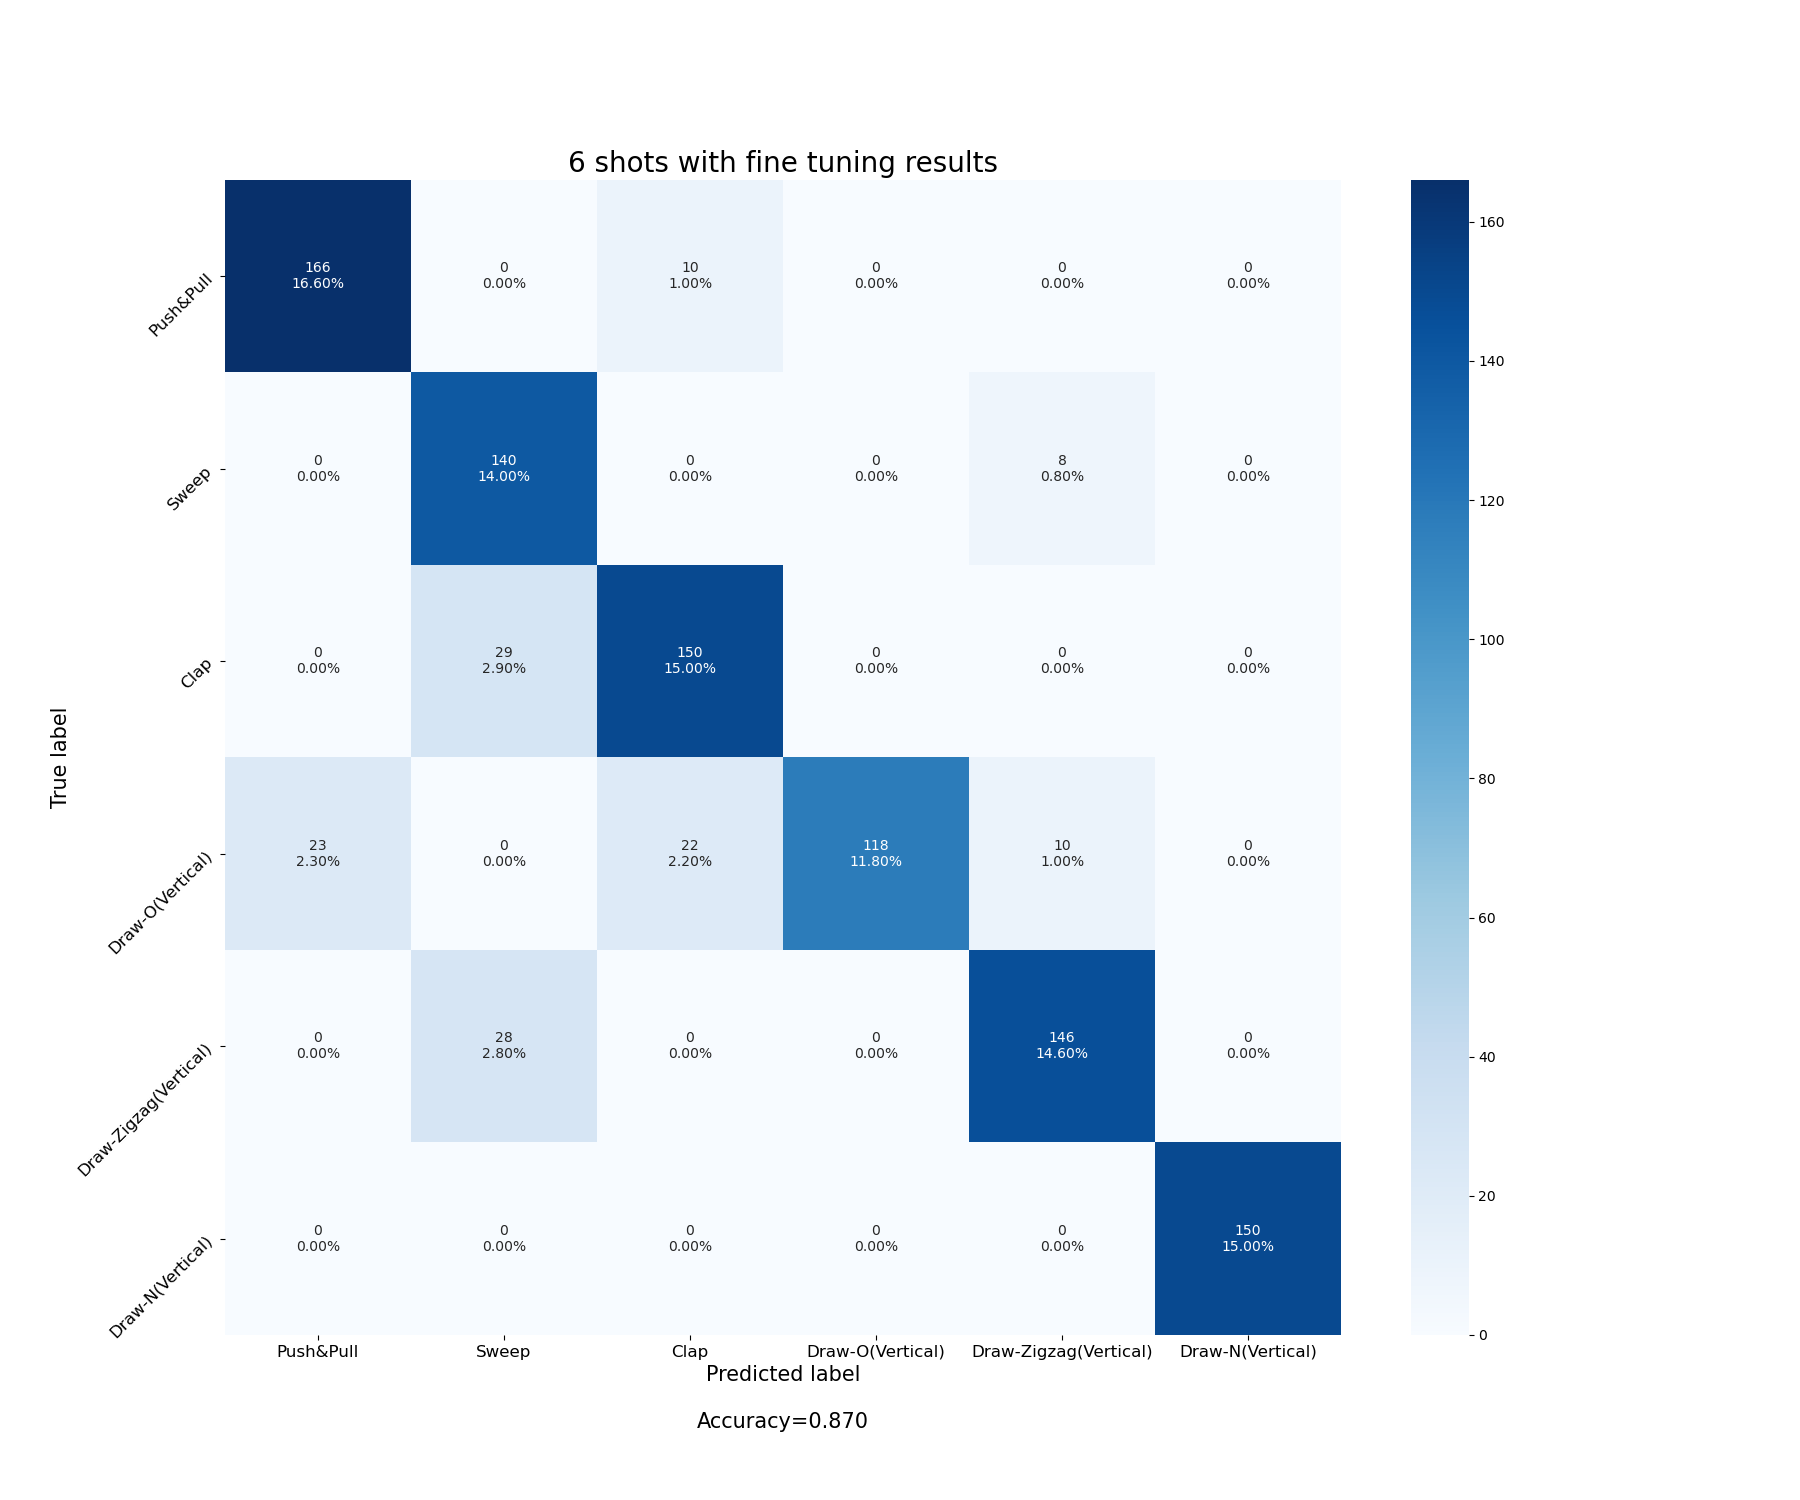 6 shots with fine tuning results
166 0 10 0 0 0
16.60% 0.00% 1.00% 0.00% 0.00% 0.00%
Push&Pull
0 140 0 0 8 0
0.00% 14.00% 0.00% 0.00% 0.80% 0.00%
Sweep
0 29 150 0 0 0
0.00% 2.90% 15.00% 0.00% 0.00% 0.00%
Clap
True label
23 0 22 118 10 0
2.30% 0.00% 2.20% 11.80% 1.00% 0.00%
Draw-O(Vertical)
0 28 0 0 146 0
0.00% 2.80% 0.00% 0.00% 14.60% 0.00%
Draw-Zigzag(Vertical)
0 0 0 0 0 150
0.00% 0.00% 0.00% 0.00% 0.00% 15.00%
Draw-N(Vertical)
Push&Pull Sweep Clap Draw-O(Vertical) Draw-Zigzag(Vertical) Draw-N(Vertical)
Predicted label
Accuracy=0.870
160
140
120
100
80
60
40
20
0